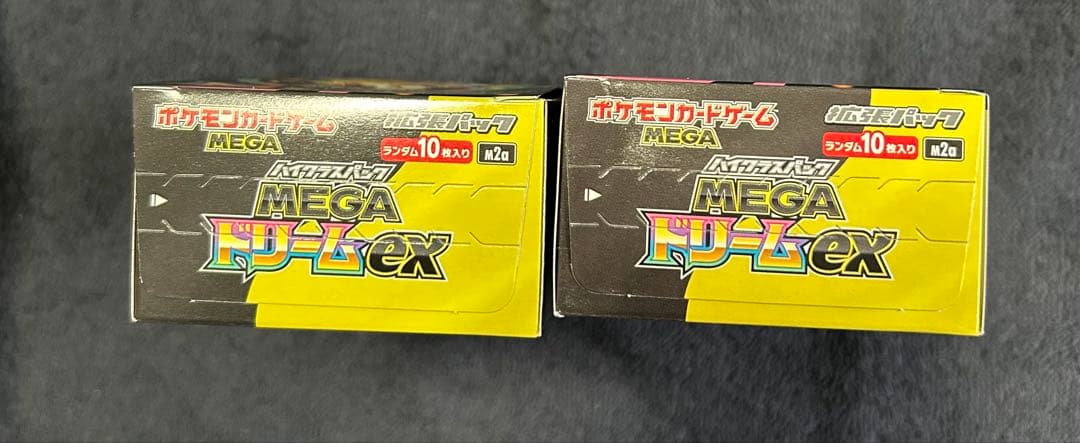 ポケモンカードゲーム
MEGA
拡張パック
ランダム10枚入り
M2a
ハイクラスパック
MEGA
ドリームex
ポケモンカードゲーム
MEGA
拡張パック
ランダム10枚入り
M2a
ハイクラスパック
MEGA
ドリームex